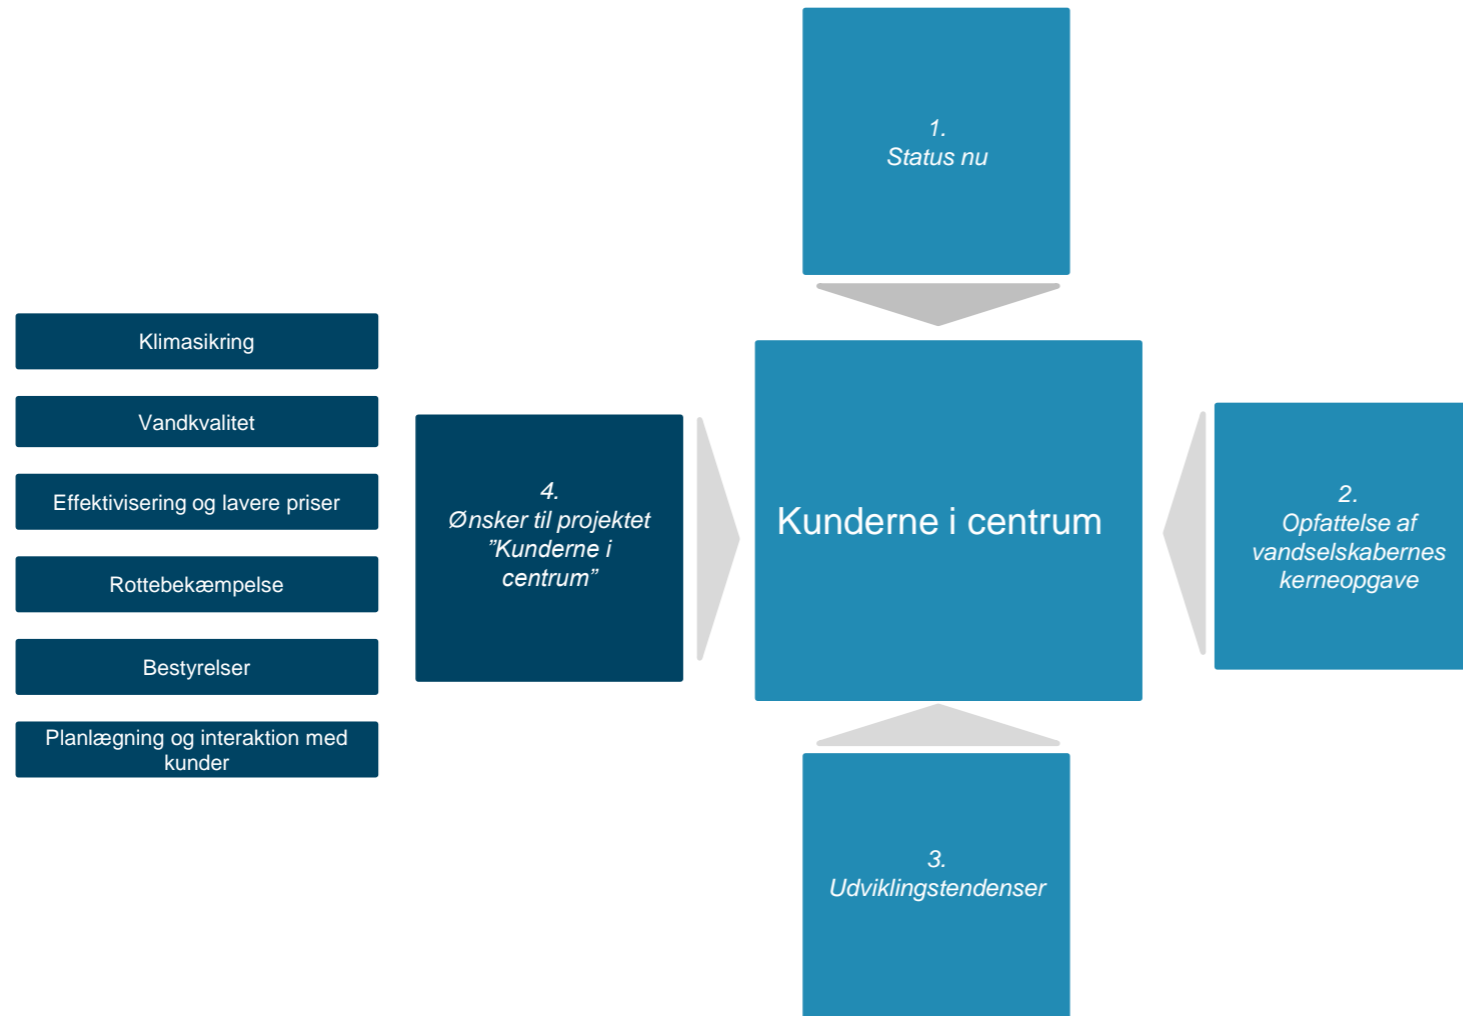 1.
Status nu
Klimasikring
Vandkvalitet
Effektivisering og lavere priser
Rottebekæmpelse
Bestyrelser
Planlægning og interaktion med
kunder
4.
Ønsker til projektet
”Kunderne i
centrum”
Kunderne i centrum
2.
Opfattelse af
vandselskabernes
kerneopgave
3.
Udviklingstendenser